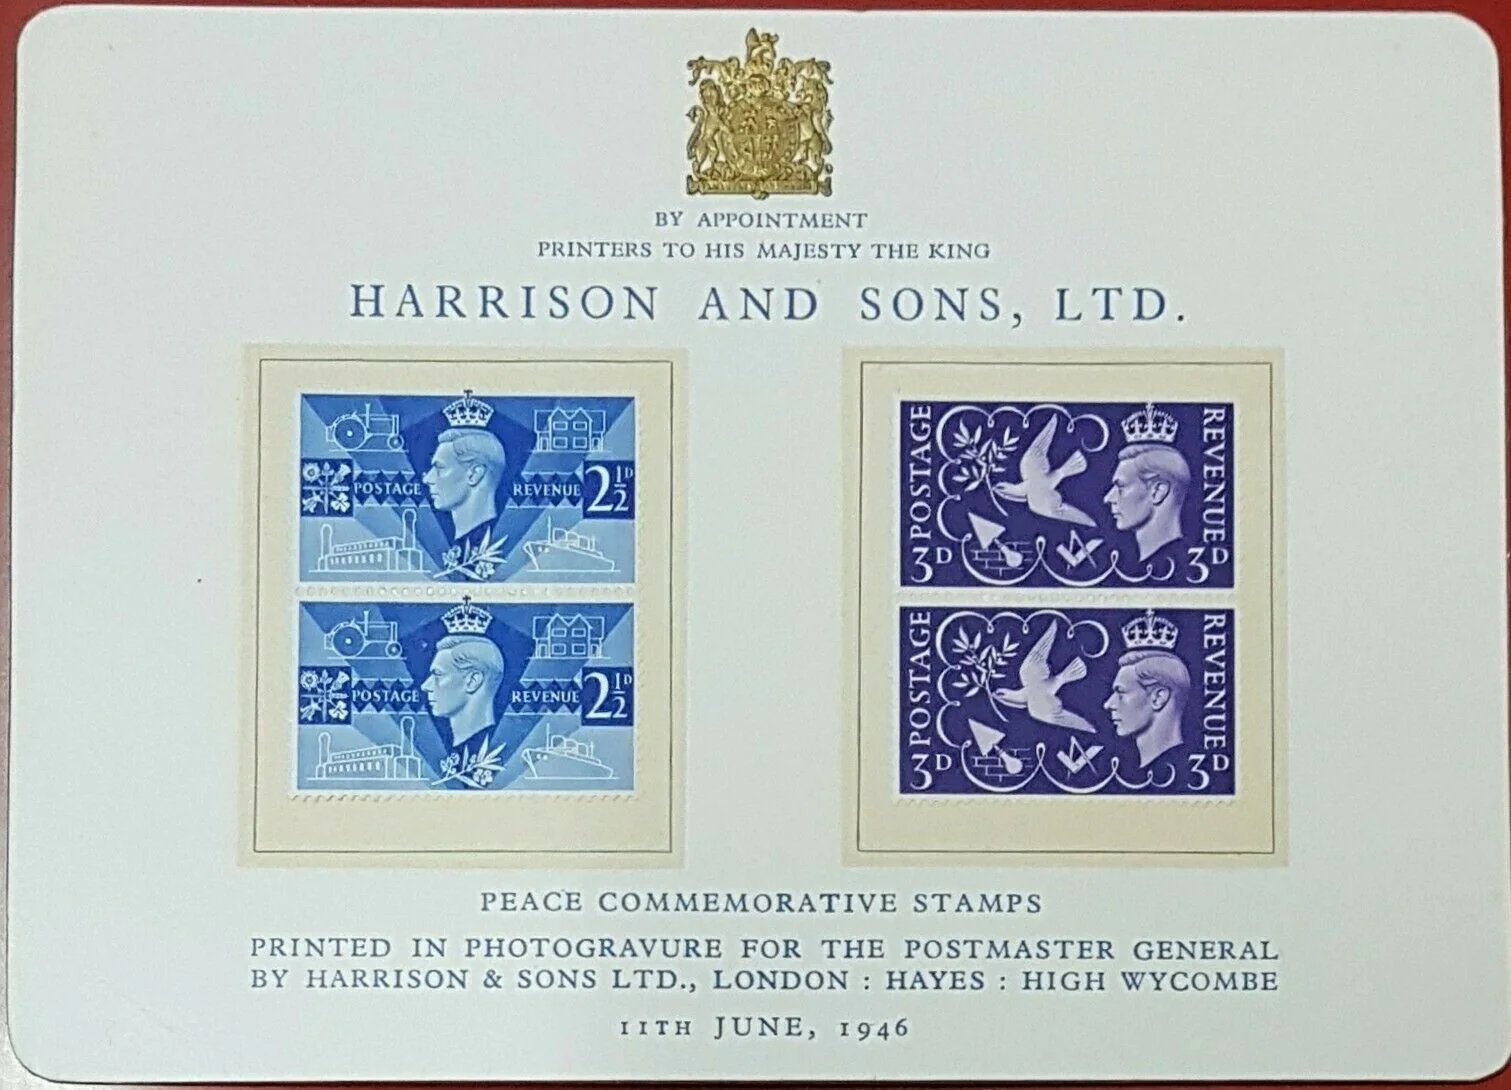 BY APPOINTMENT
PRINTERS TO HIS MAJESTY THE KING
HARRISON AND SONS, LTD.
POSTAGE REVENUE 2½D
POSTAGE REVENUE 2½D
POSTAGE REVENUE
3D 3D
POSTAGE REVENUE
3D 3D
PEACE COMMEMORATIVE STAMPS
PRINTED IN PHOTOGRAVURE FOR THE POSTMASTER GENERAL
BY HARRISON & SONS LTD., LONDON : HAYES : HIGH WYCOMBE
11TH JUNE, 1946